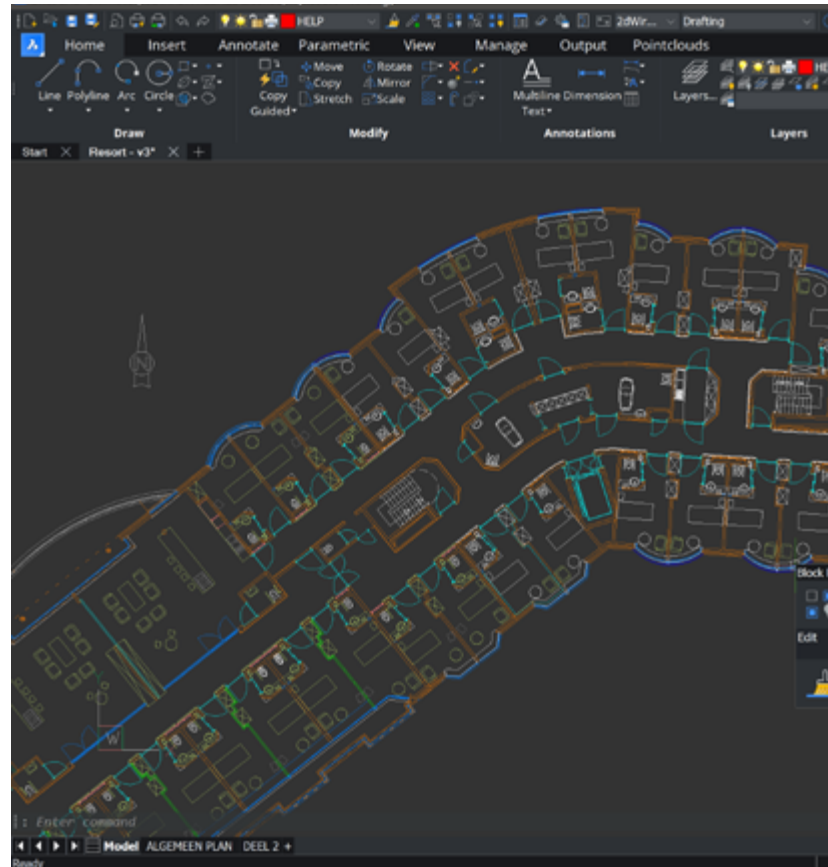 HELP 2dWir... Drafting
Home Insert Annotate Parametric View Manage Output Pointclouds
Line Polyline Arc Circle
Copy Guided
Move Rotate
Copy Mirror
Stretch Scale
Multiline Text
Dimension
Layers...
HE
Draw Modify Annotations Layers
Start Resort - v3*
N
W
Block
Edit
: Enter command
Model ALGEMEEN PLAN DEEL 2 +
Ready